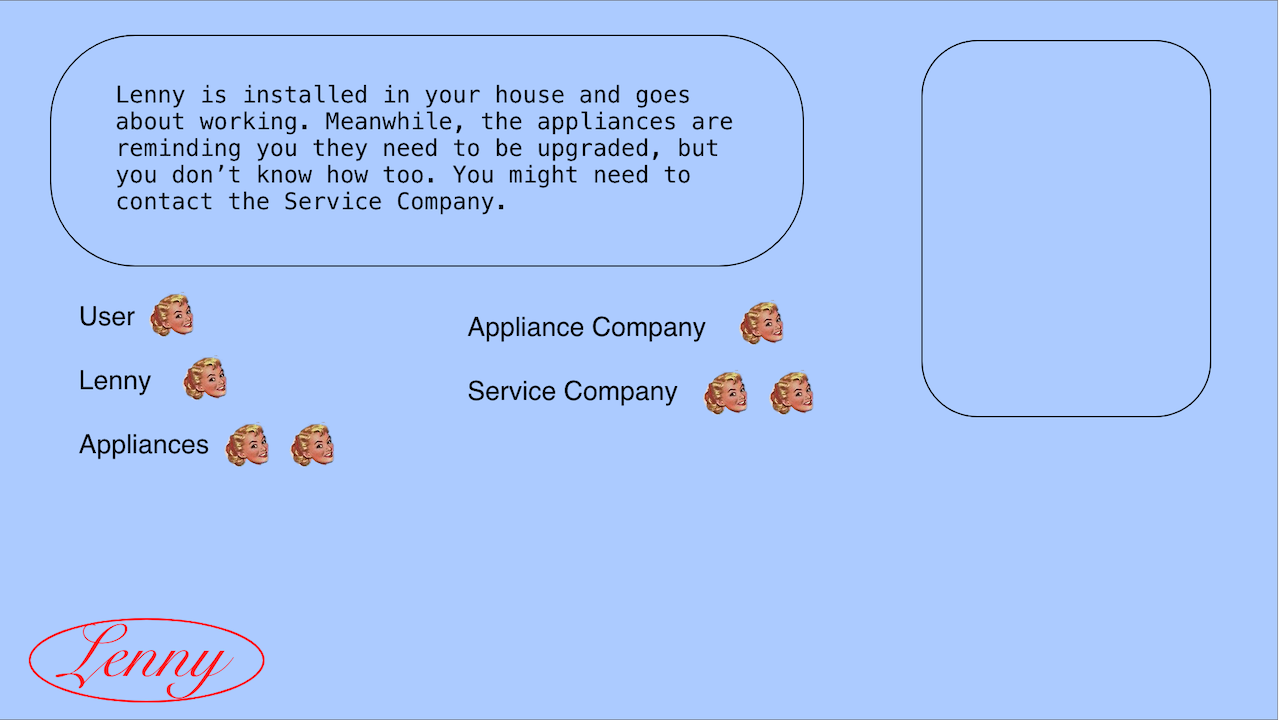 Lenny is installed in your house and goes
about working. Meanwhile, the appliances are
reminding you they need to be upgraded, but
you don’t know how too. You might need to
contact the Service Company.
User
Lenny
Appliances
Appliance Company
Service Company
Lenny